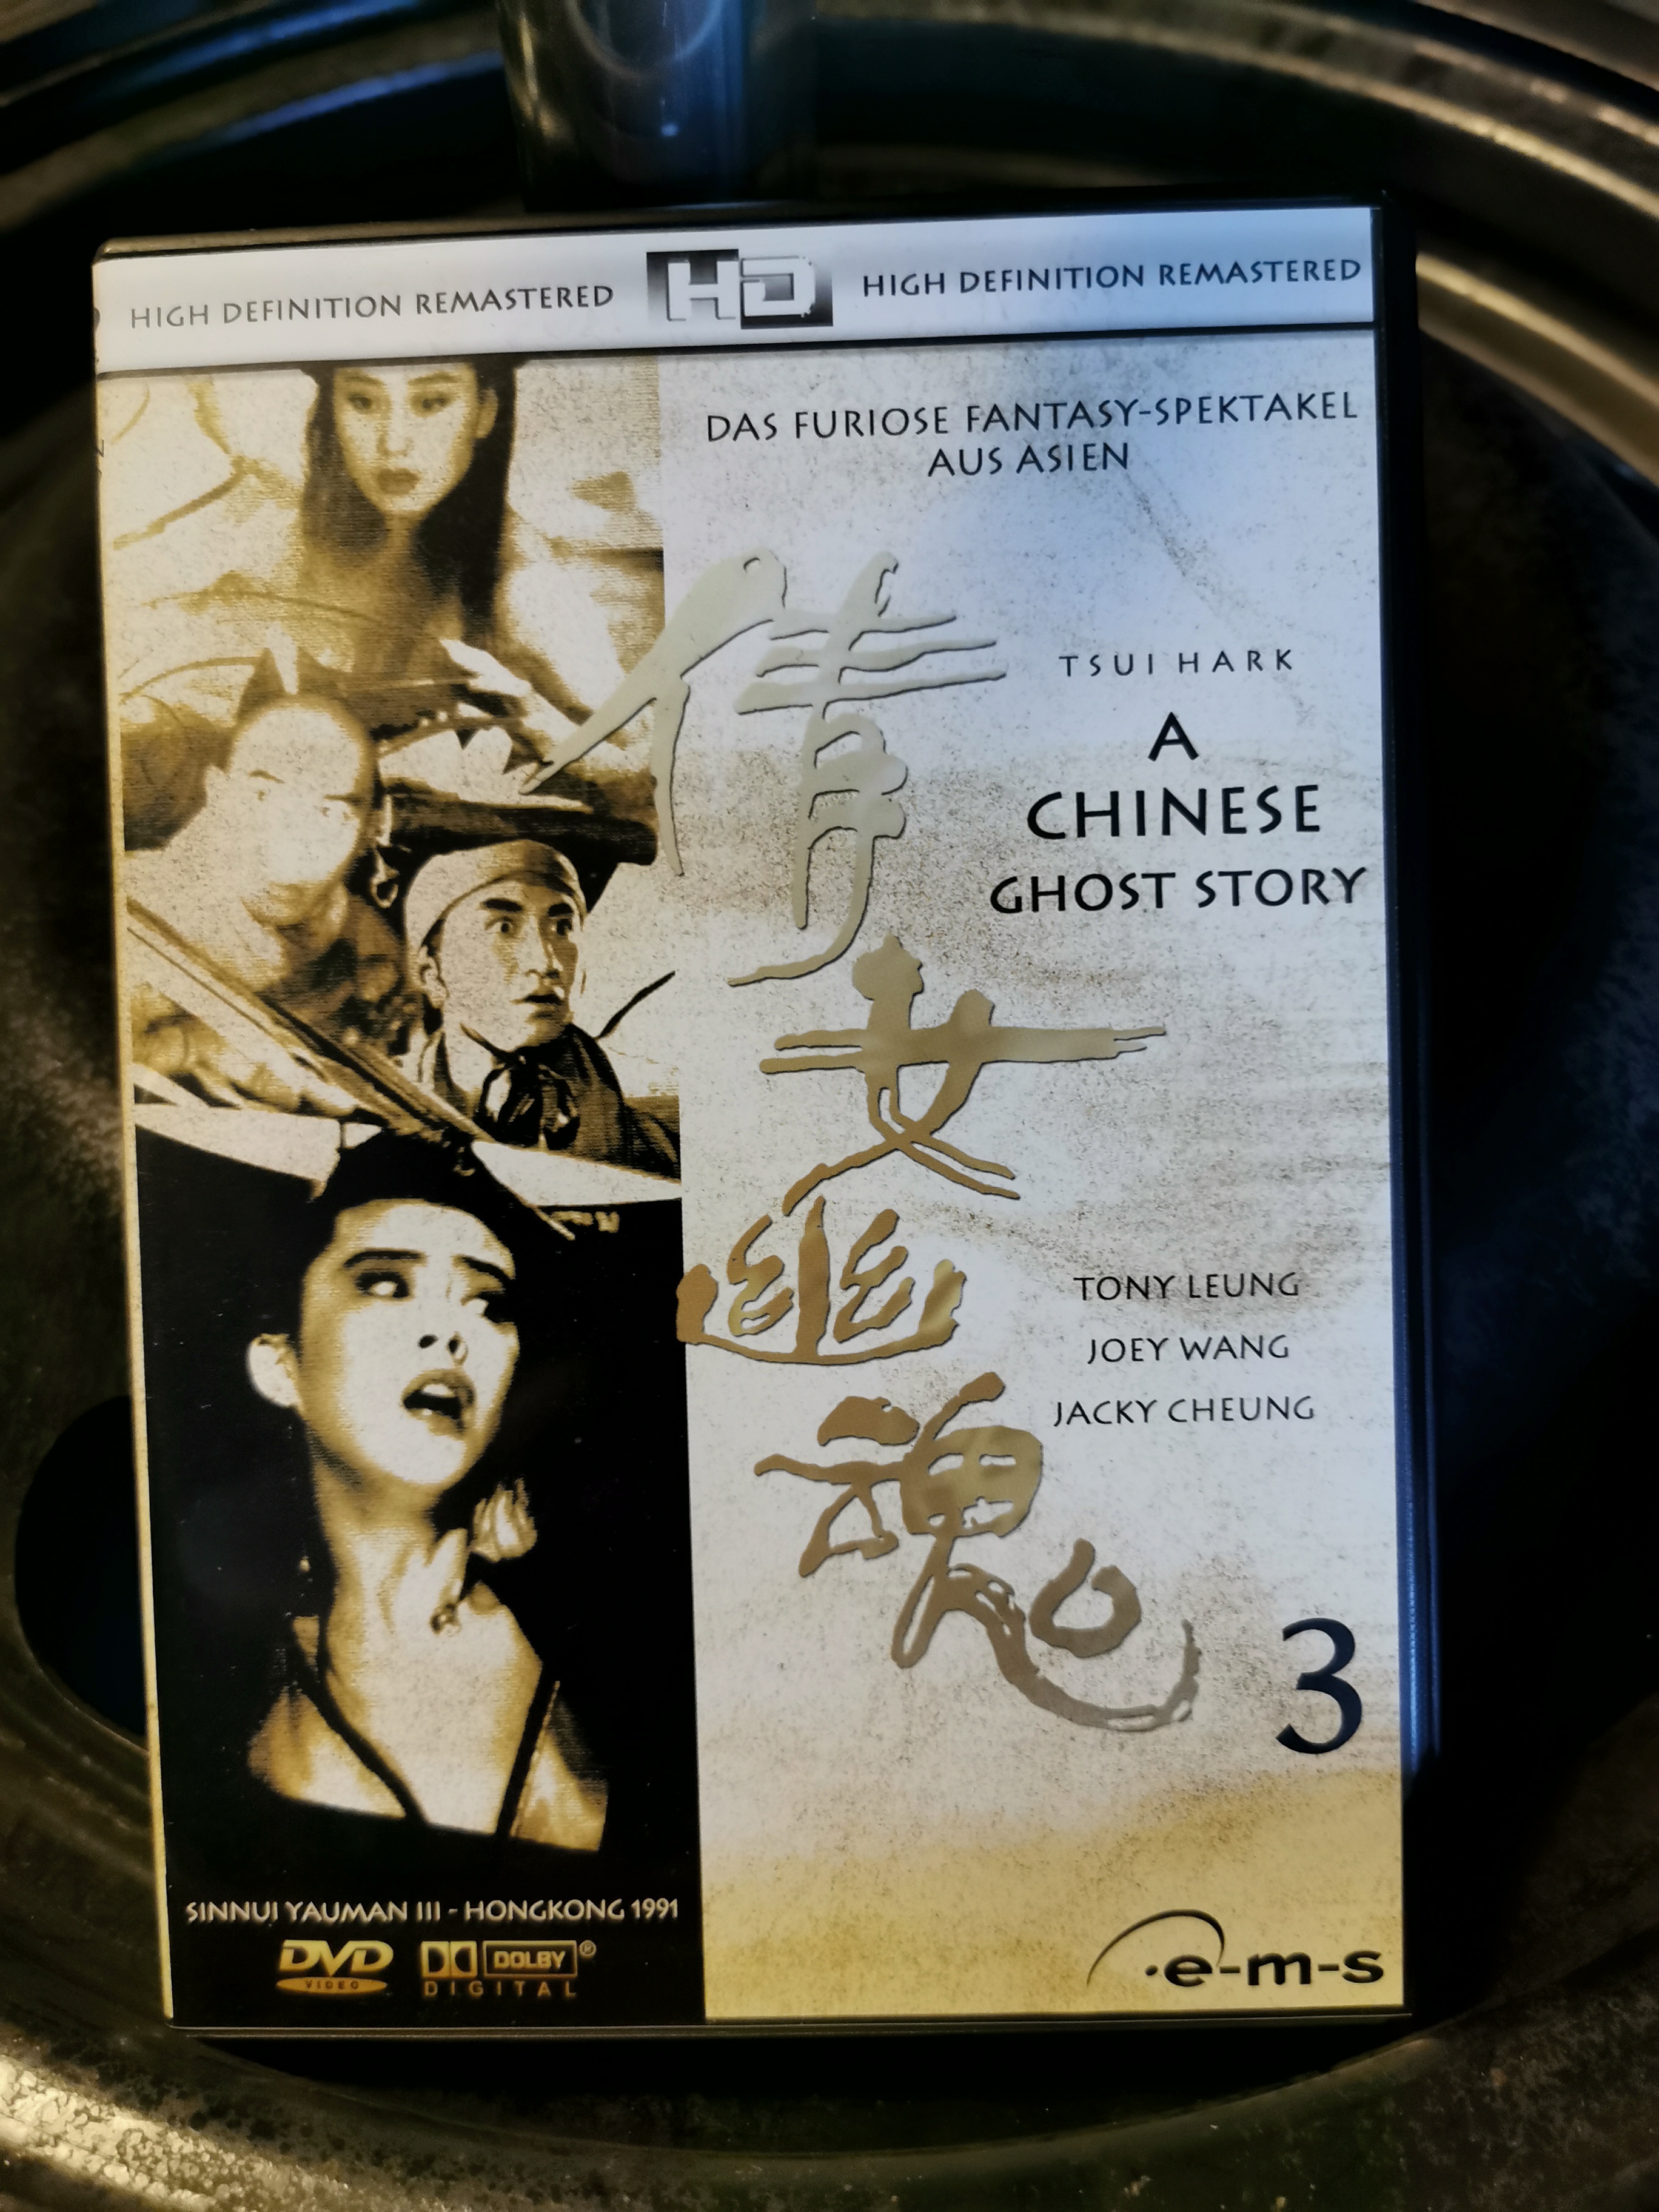 HIGH DEFINITION REMASTERED HD HIGH DEFINITION REMASTERED
DAS FURIOSE FANTASY-SPEKTAKEL
AUS ASIEN
TSUI HARK
A
CHINESE
GHOST STORY
倩
女
幽
魂
TONY LEUNG
JOEY WANG
JACKY CHEUNG
3
SINNUI YAUMAN III - HONGKONG 1991
DVD
VIDEO
DOLBY®
DIGITAL
·e-m-s